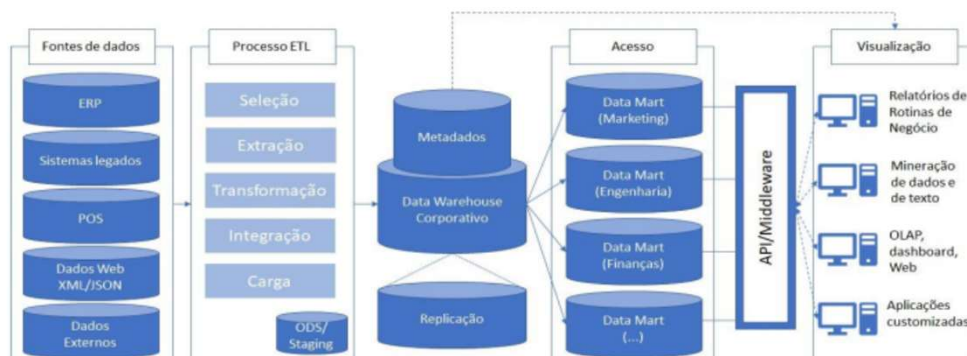 Fontes de dados
ERP
Sistemas legados
POS
Dados Web
XML/JSON
Dados
Externos
Processo ETL
Seleção
Extração
Transformação
Integração
Carga
ODS/
Staging
Metadados
Data Warehouse
Corporativo
Replicação
Acesso
Data Mart
(Marketing)
Data Mart
(Engenharia)
Data Mart
(Finanças)
Data Mart
(...)
API/Middleware
Visualização
Relatórios de
Rotinas de
Negócio
Mineração
de dados e
de texto
OLAP,
dashboard,
Web
Aplicações
customizadas